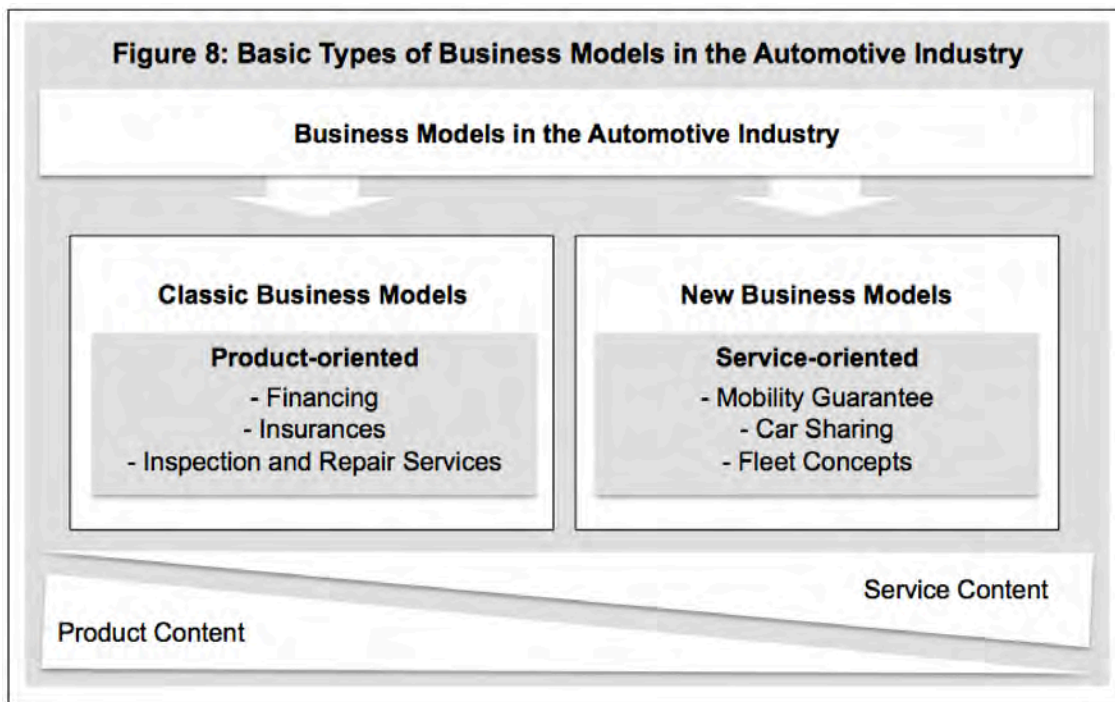 Figure 8: Basic Types of Business Models in the Automotive Industry
Business Models in the Automotive Industry
Classic Business Models
Product-oriented
- Financing
- Insurances
- Inspection and Repair Services
New Business Models
Service-oriented
- Mobility Guarantee
- Car Sharing
- Fleet Concepts
Service Content
Product Content